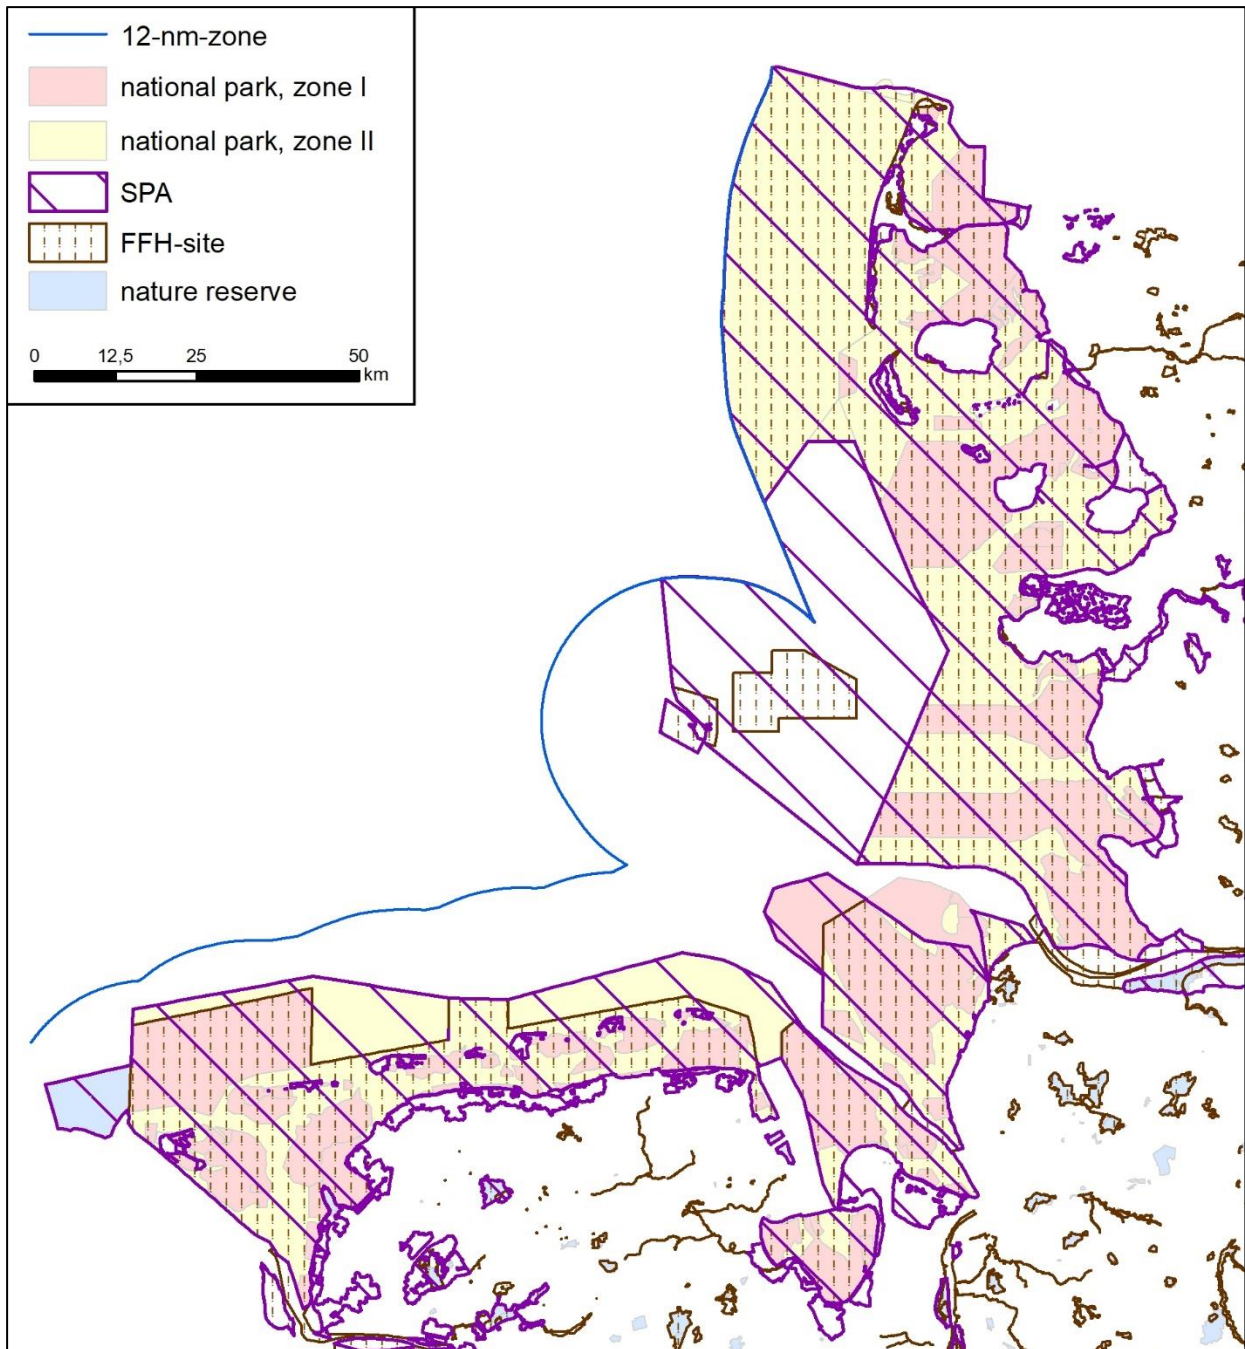 12-nm-zone
national park, zone I
national park, zone II
SPA
FFH-site
nature reserve
0 12,5 25 50
km